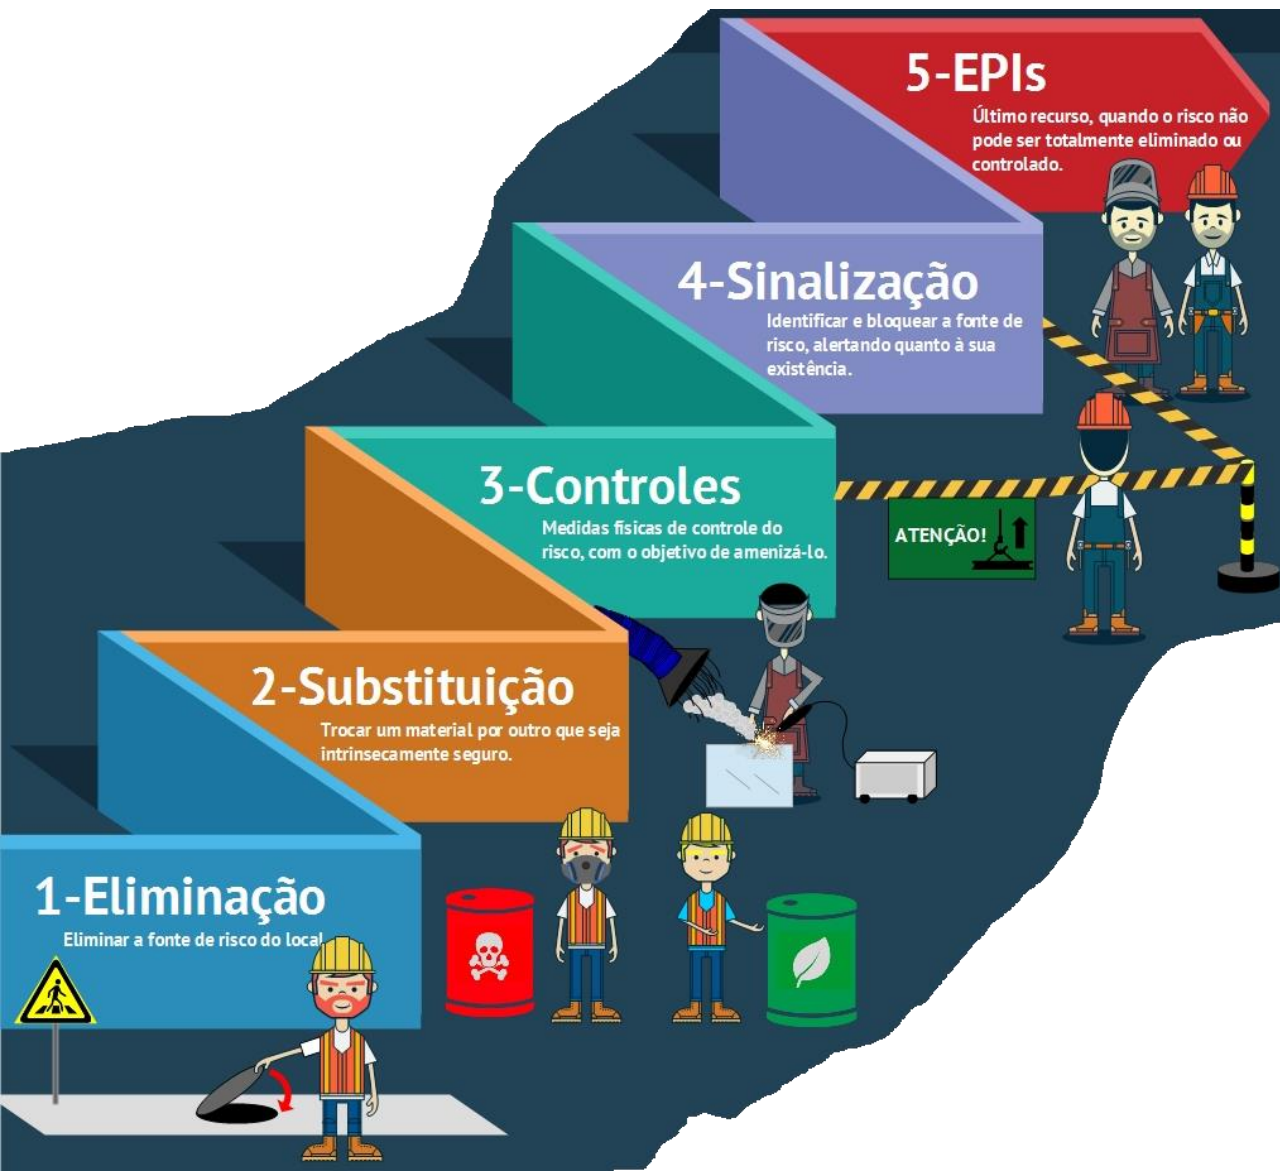 5-EPIs
Último recurso, quando o risco não
pode ser totalmente eliminado ou
controlado.
4-Sinalização
Identificar e bloquear a fonte de
risco, alertando quanto à sua
existência.
3-Controles
Medidas físicas de controle do
risco, com o objetivo de amenizá-lo.
ATENÇÃO!
2-Substituição
Trocar um material por outro que seja
intrinsecamente seguro.
1-Eliminação
Eliminar a fonte de risco do local